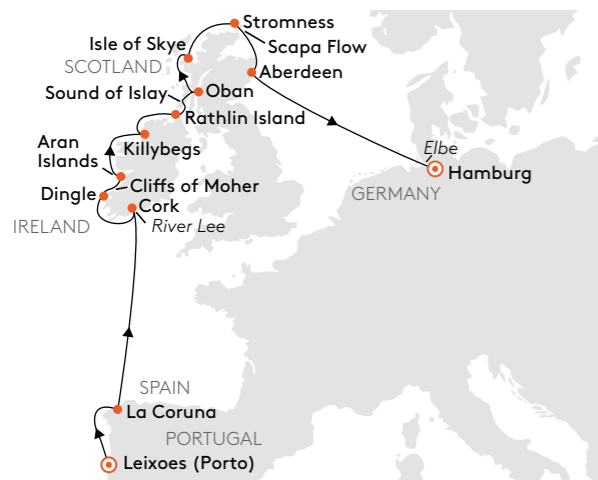 Stromness
Scapa Flow
Isle of Skye
SCOTLAND
Aberdeen
Sound of Islay
Oban
Rathlin Island
Aran
Islands
Killybegs
Elbe
Hamburg
GERMANY
Cliffs of Moher
Dingle
Cork
River Lee
IRELAND
SPAIN
La Coruna
PORTUGAL
Leixoes (Porto)